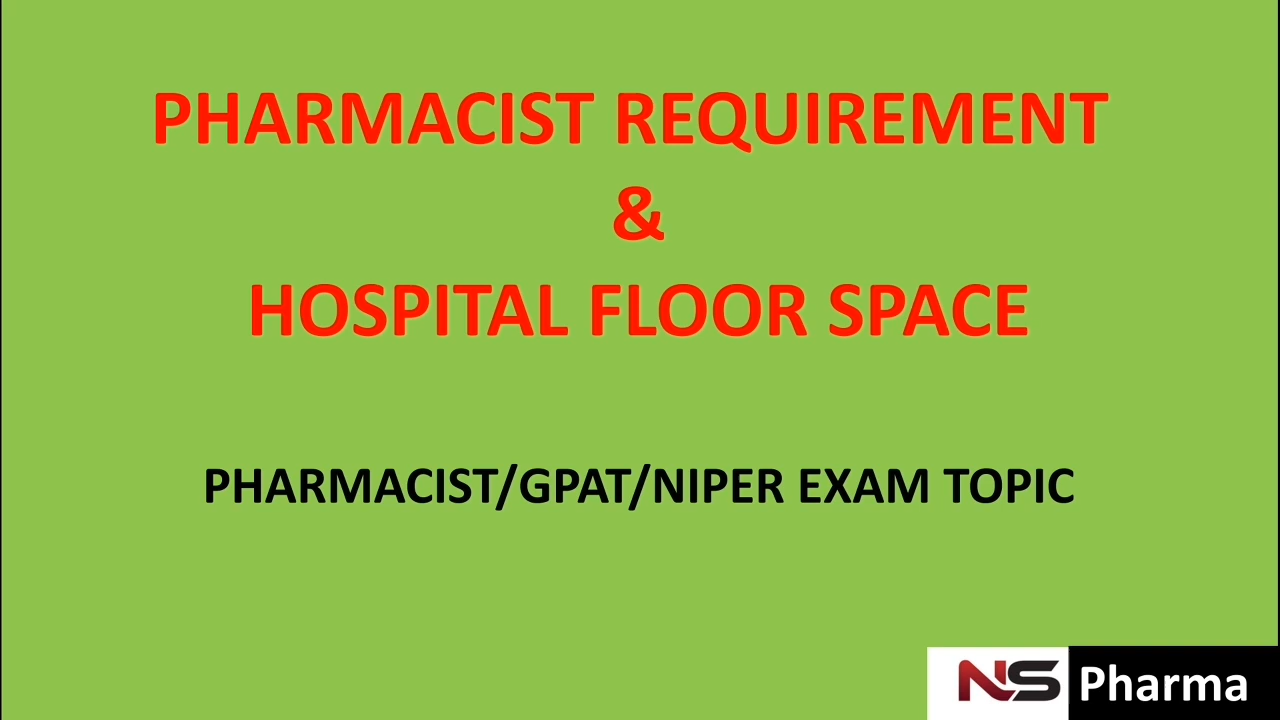 PHARMACIST REQUIREMENT
&
HOSPITAL FLOOR SPACE
PHARMACIST/GPAT/NIPER EXAM TOPIC
NS Pharma